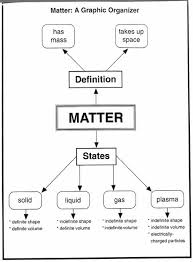 Matter: A Graphic Organizer
has
mass
takes up
space
Definition
MATTER
States
solid
liquid
gas
plasma
* definite shape
* definite volume
* indefinite shape
* definite volume
* indefinite shape
* indefinite volume
* indefinite shape
* indefinite volume
* electrically-
charged particles